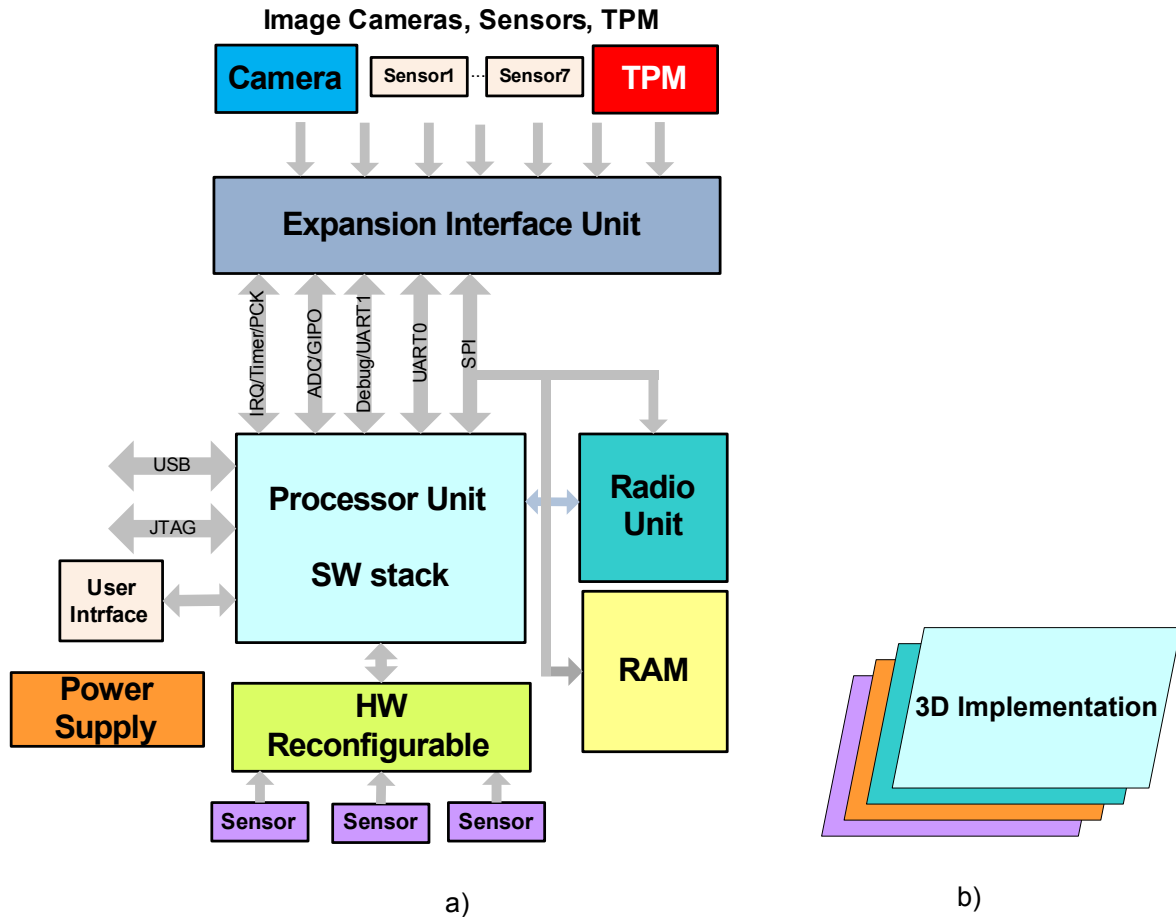 Image Cameras, Sensors, TPM
Camera
Sensor1
...
Sensor7
TPM
Expansion Interface Unit
IRQ/Timer/PCK
ADC/GIPO
Debug/UART1
UART0
SPI
USB
JTAG
Processor Unit
SW stack
Radio
Unit
User
Intrface
RAM
Power
Supply
HW
Reconfigurable
Sensor
Sensor
Sensor
3D Implementation
a)
b)